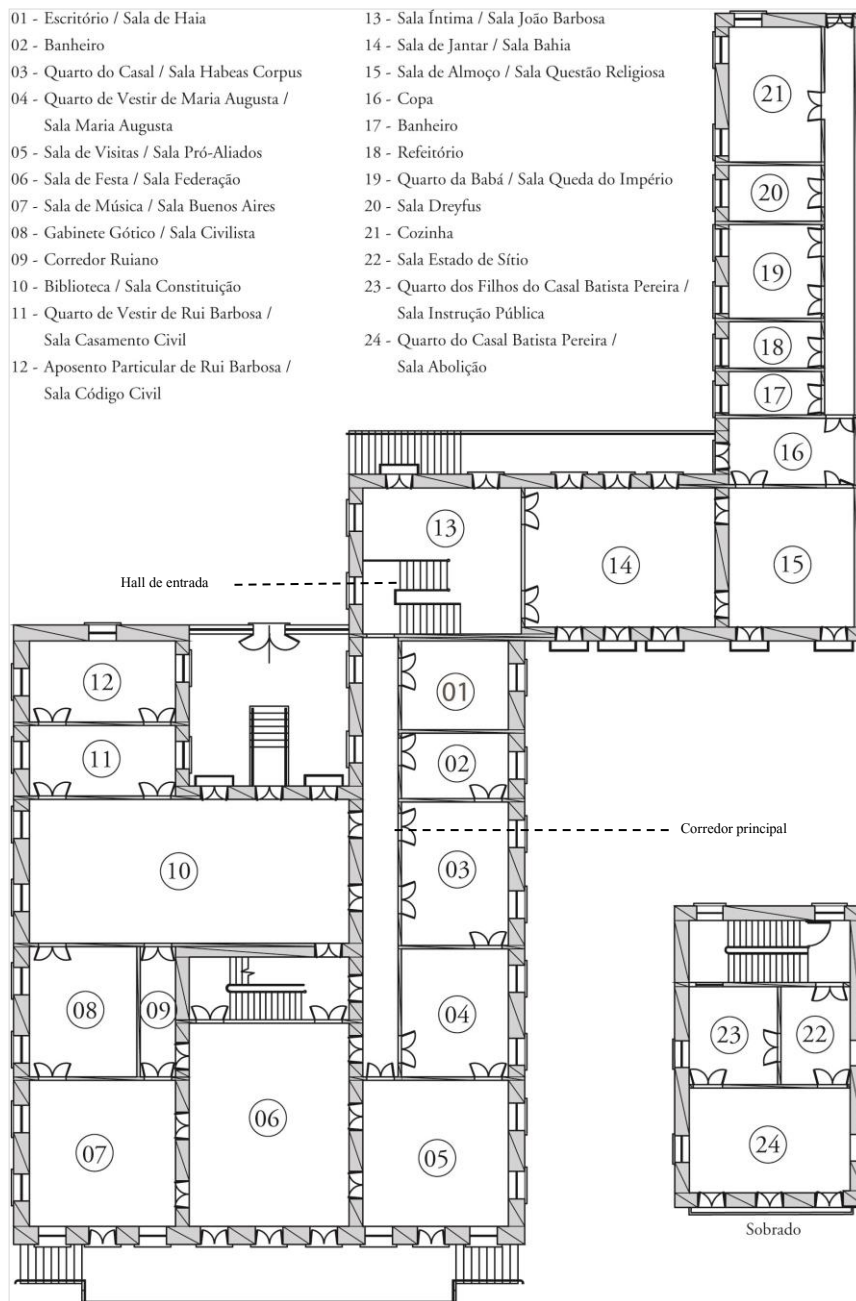 01 - Escritório / Sala de Haia
02 - Banheiro
03 - Quarto do Casal / Sala Habeas Corpus
04 - Quarto de Vestir de Maria Augusta /
Sala Maria Augusta
05 - Sala de Visitas / Sala Pró-Aliados
06 - Sala de Festa / Sala Federação
07 - Sala de Música / Sala Buenos Aires
08 - Gabinete Gótico / Sala Civilista
09 - Corredor Ruiano
10 - Biblioteca / Sala Constituição
11 - Quarto de Vestir de Rui Barbosa /
Sala Casamento Civil
12 - Aposento Particular de Rui Barbosa /
Sala Código Civil
13 - Sala Íntima / Sala João Barbosa
14 - Sala de Jantar / Sala Bahia
15 - Sala de Almoço / Sala Questão Religiosa
16 - Copa
17 - Banheiro
18 - Refeitório
19 - Quarto da Babá / Sala Queda do Império
20 - Sala Dreyfus
21 - Cozinha
22 - Sala Estado de Sítio
23 - Quarto dos Filhos do Casal Batista Pereira /
Sala Instrução Pública
24 - Quarto do Casal Batista Pereira /
Sala Abolição
21
20
19
18
17
16
13
14
15
Hall de entrada
12
01
11
02
Corredor principal
10
03
08
09
04
23
22
07
06
05
24
Sobrado